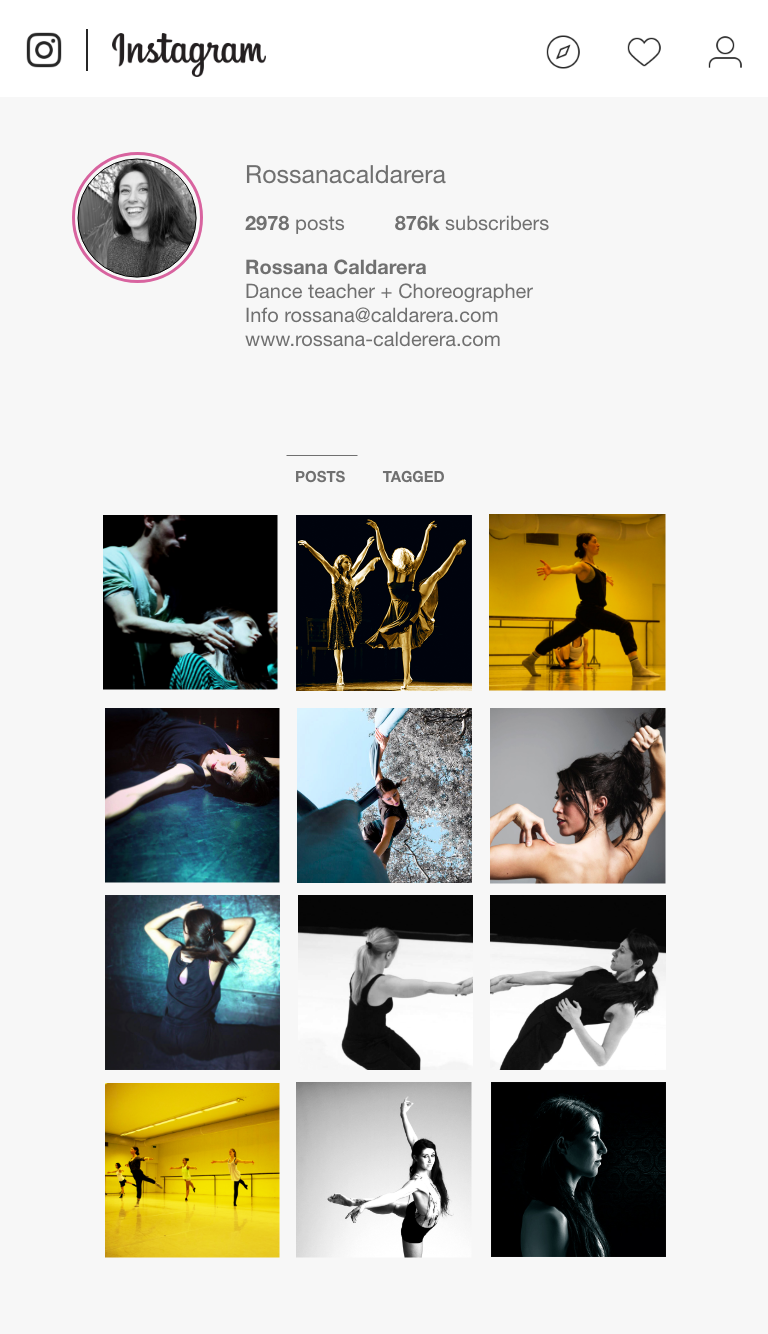 Instagram
Rossanacaldarera
2978 posts 876k subscribers
Rossana Caldarera
Dance teacher + Choreographer
Info rossana@caldarera.com
www.rossana-calderera.com
POSTS TAGGED